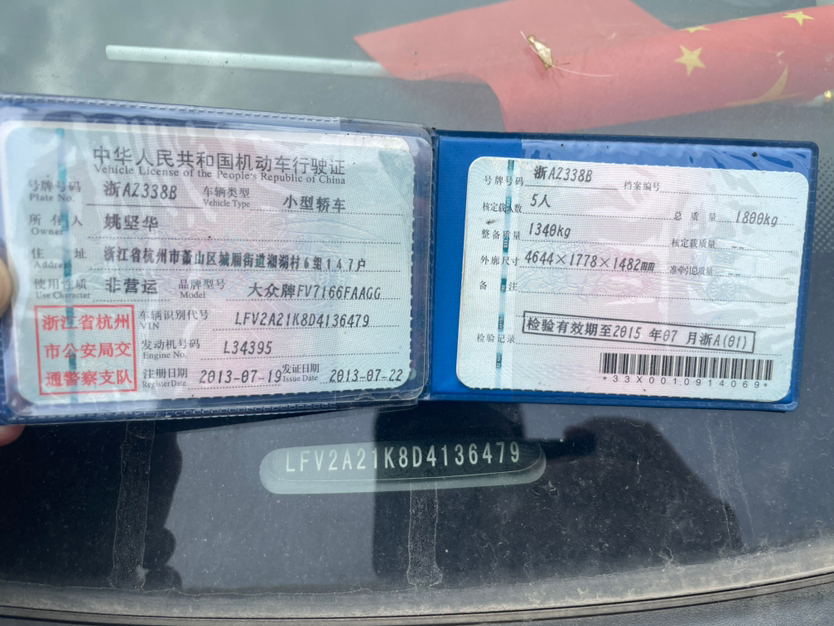 中华人民共和国机动车行驶证
Vehicle License of the People's Republic of China
号牌号码 浙AZ338B 车辆类型 小型轿车
Plate No. Vehicle Type
所有人 姚坚华
Owner
住址 浙江省杭州市萧山区城厢街道湘湖村6组147户
Address
使用性质 非营运 品牌型号 大众牌FV7166FAAGG
Use Character Model
浙江省杭州
市公安局交
通警察支队
车辆识别代号 LFV2A21K8D4136479
VIN
发动机号码 L34395
Engine No.
注册日期 2013-07-19 发证日期 2013-07-22
Register Date Issue Date
号牌号码 浙AZ338B 档案编号
核定载人数 5人 总质量 1800kg
整备质量 1340kg 核定载质量 --
外廓尺寸 4644×1778×1482mm 准牵引总质量 --
备注
检验记录 检验有效期至2015年07月浙A(01)
*33X0010914069*
LFV2A21K8D4136479